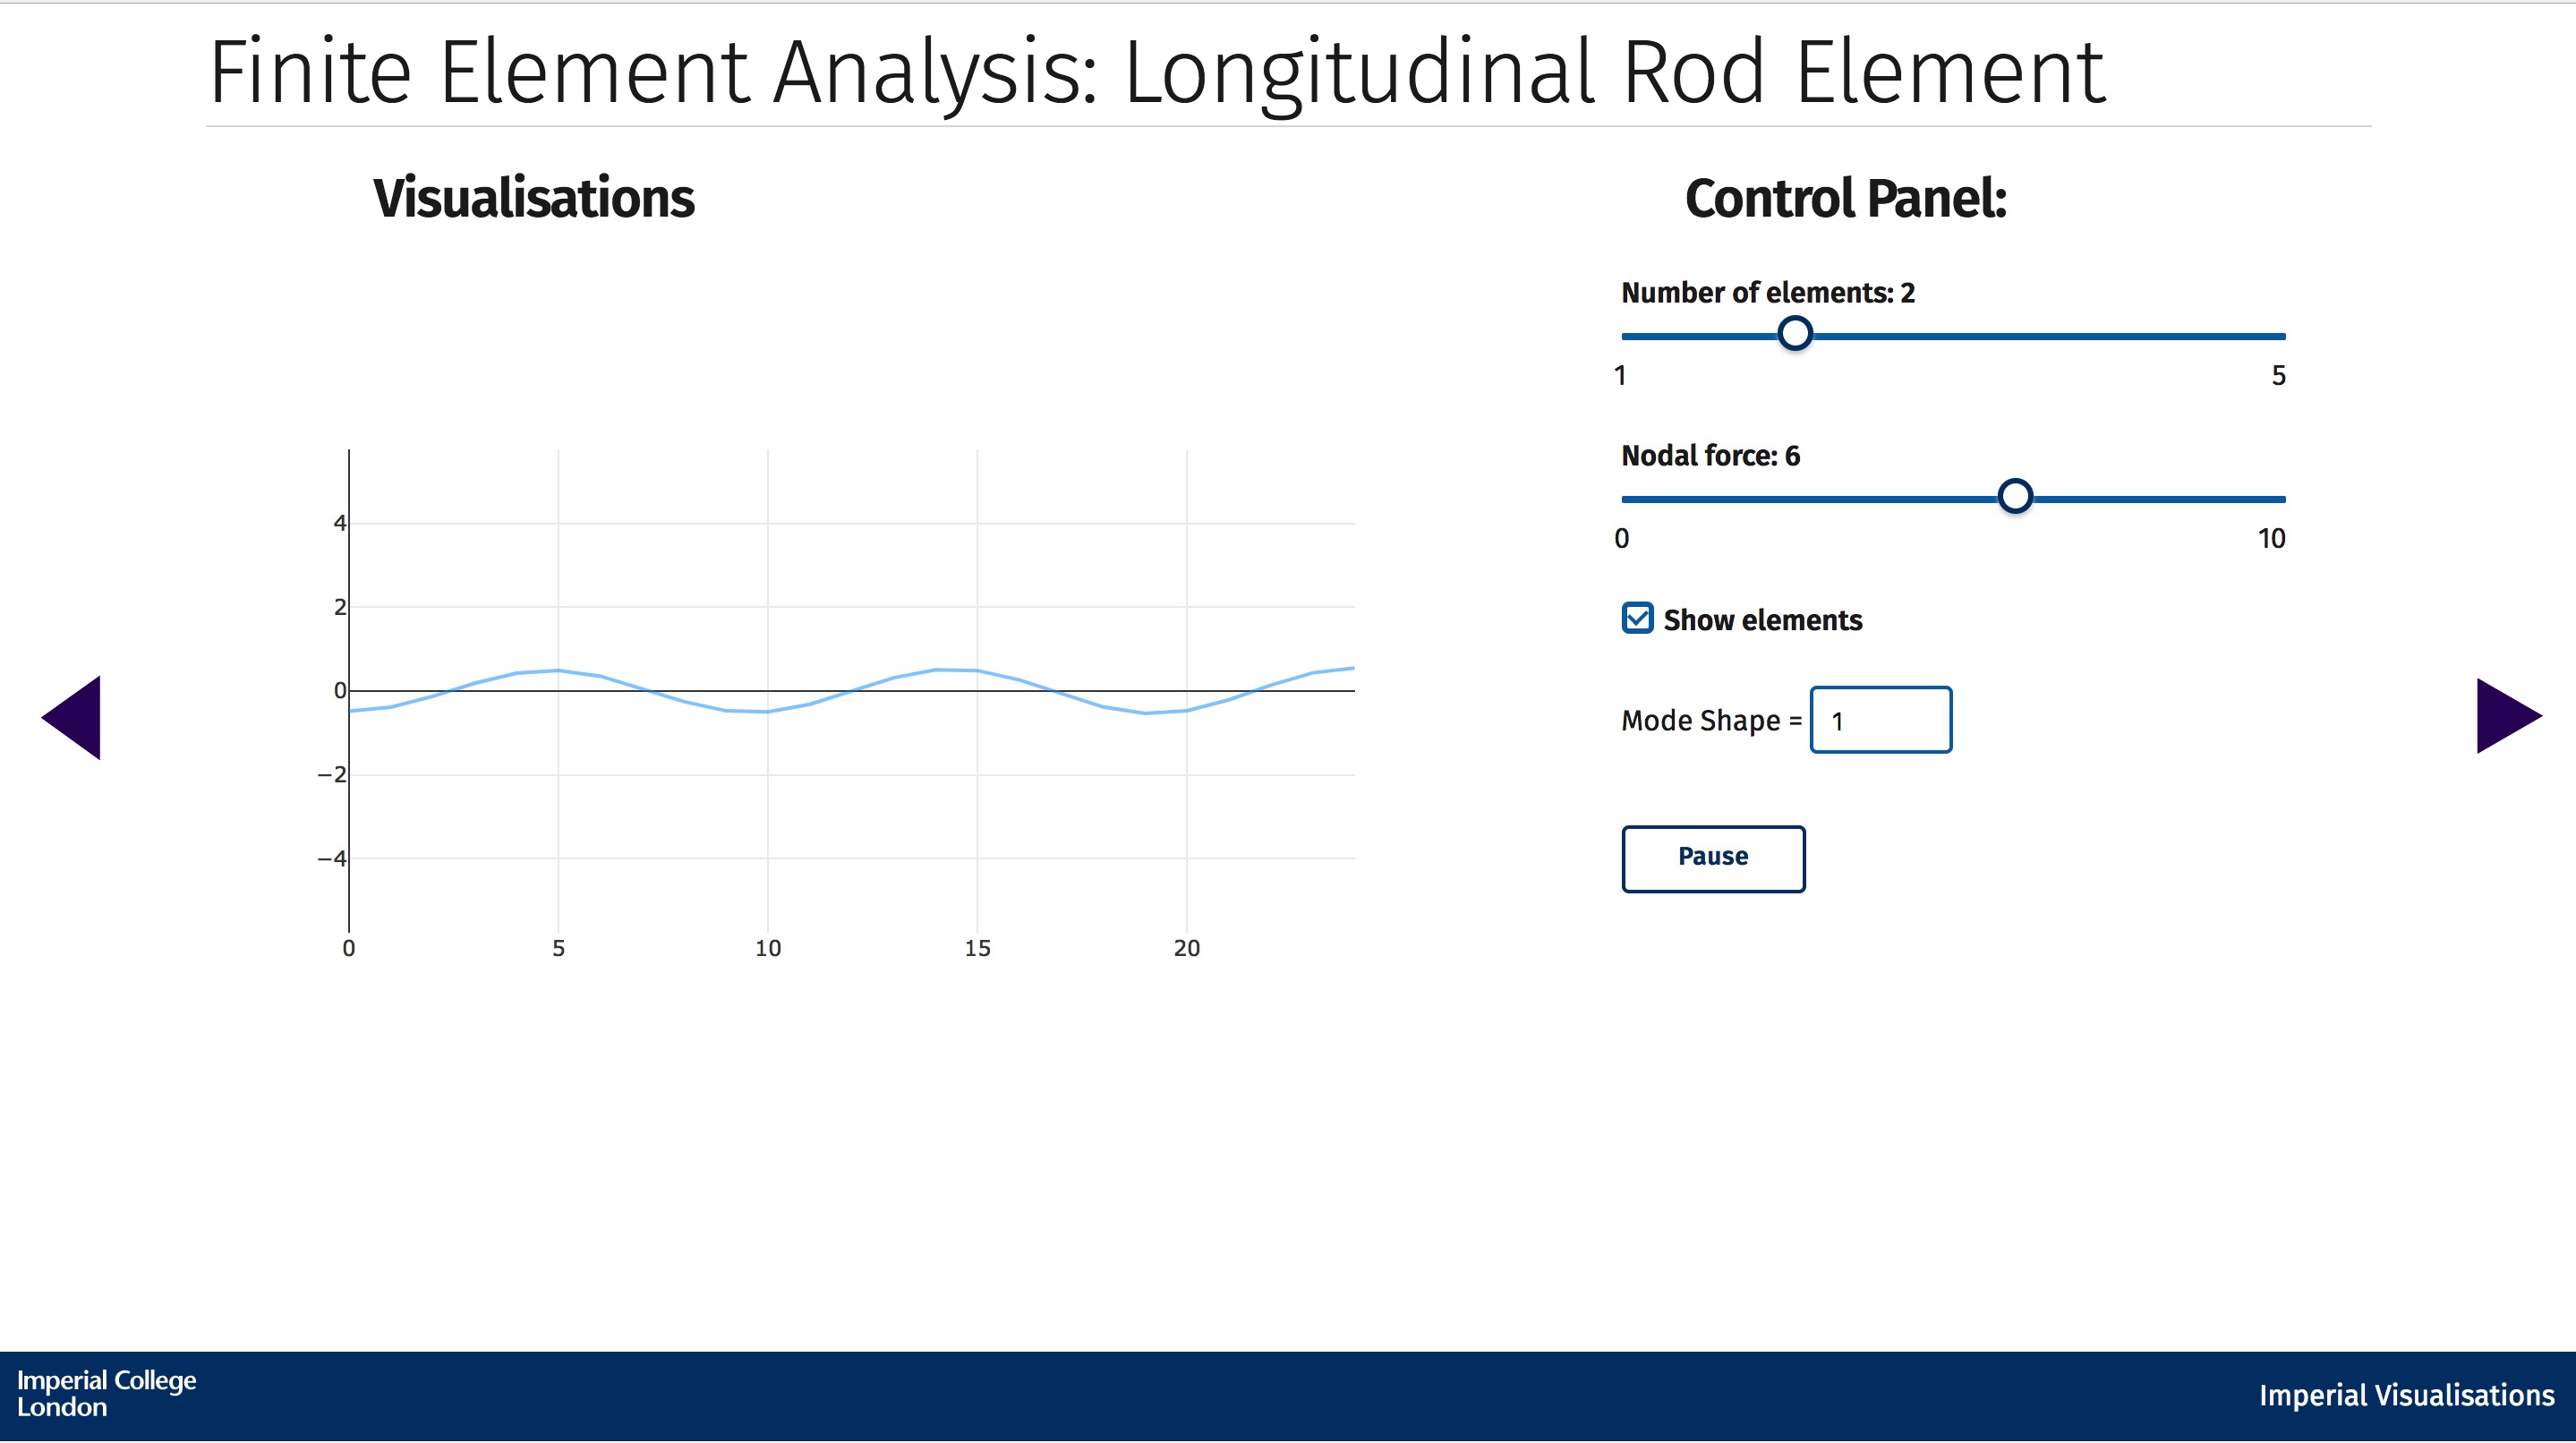 Finite Element Analysis: Longitudinal Rod Element
Visualisations
4
2
0
−2
−4
0 5 10 15 20
Control Panel:
Number of elements: 2
1 5
Nodal force: 6
0 10
Show elements
Mode Shape = 1
Pause
Imperial College
London
Imperial Visualisations